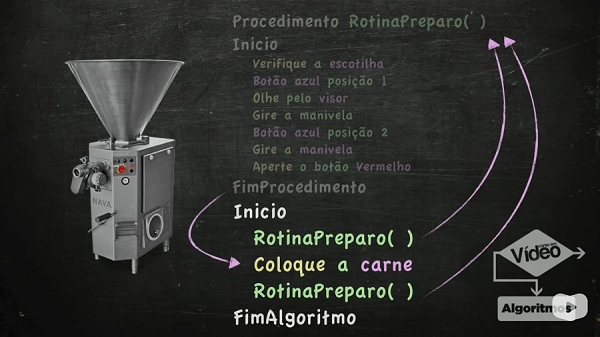 Procedimento RotinaPreparo( )
Inicio
Verifique a escotilha
Botão azul posição 1
Olhe pelo visor
Gire a manivela
Botão azul posição 2
Gire a manivela
Aperte o botão Vermelho
FimProcedimento
Inicio
RotinaPreparo( )
Coloque a carne
RotinaPreparo( )
FimAlgoritmo
NAVA
Vídeo
Algoritmos